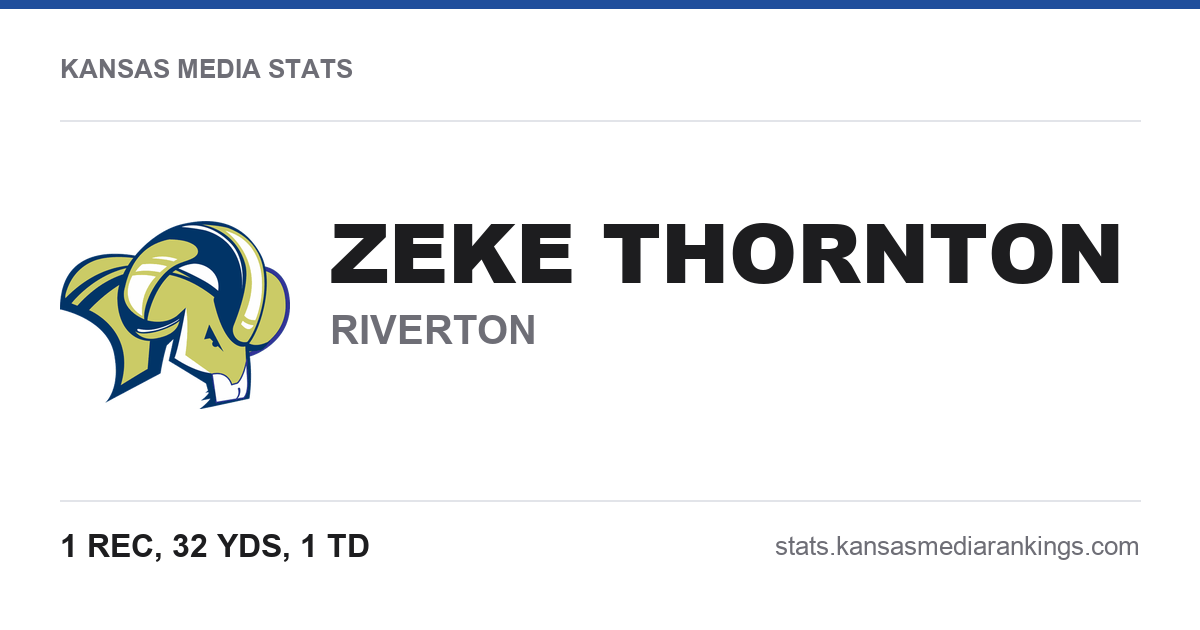 KANSAS MEDIA STATS
ZEKE THORNTON
RIVERTON
1 REC, 32 YDS, 1 TD
stats.kansasmediarankings.com